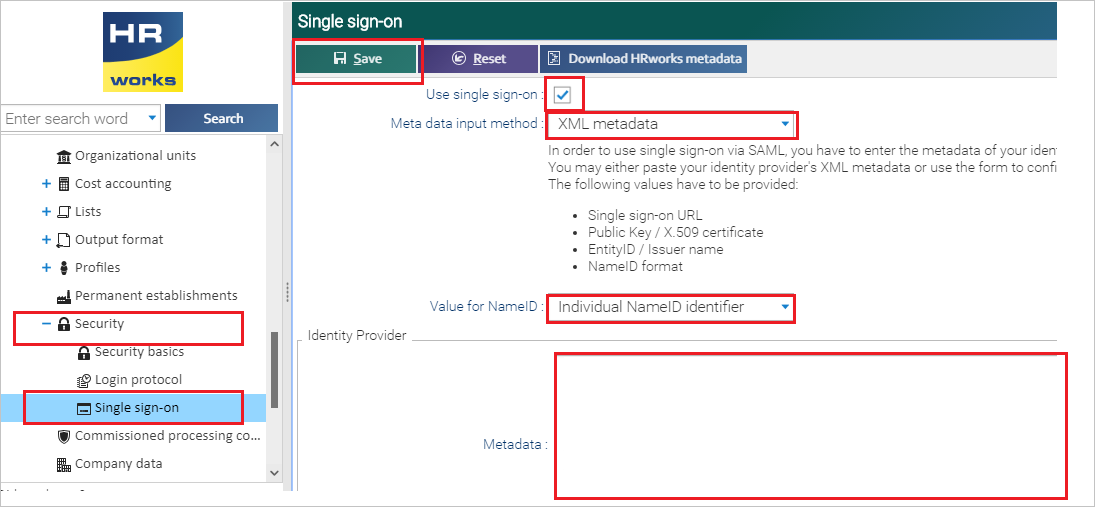 HR
works
Enter search word
Search
Organizational units
Cost accounting
Lists
Output format
Profiles
Permanent establishments
Security
Security basics
Login protocol
Single sign-on
Commissioned processing co...
Company data
Single sign-on
Save
Reset
Download HRworks metadata
Use single sign-on :
Meta data input method :
XML metadata
In order to use single sign-on via SAML, you have to enter the metadata of your iden
You may either paste your identity provider's XML metadata or use the form to confi
The following values have to be provided:
• Single sign-on URL
• Public Key / X.509 certificate
• EntityID / Issuer name
• NameID format
Value for NameID :
Individual NameID identifier
Identity Provider
Metadata :